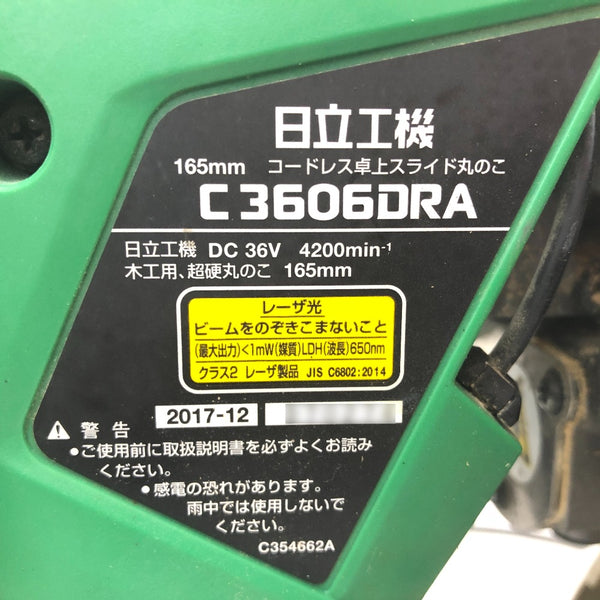 日立工機
165mm コードレス卓上スライド丸のこ
C3606DRA
日立工機 DC 36V 4200min⁻¹
木工用、超硬丸のこ 165mm
レーザ光
ビームをのぞきこまないこと
(最大出力)<1mW(媒質)LDH(波長)650nm
クラス2 レーザ製品 JIS C6802:2014
2017-12
警告
•ご使用前に取扱説明書を必ずよくお読み
ください。
•感電の恐れがあります。
雨中では使用しないで
ください。
C354662A